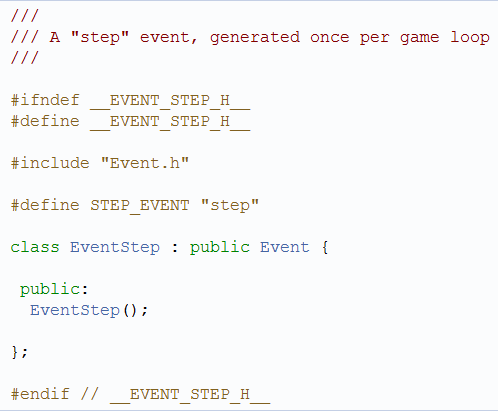 ///
/// A "step" event, generated once per game loop
///
#ifndef __EVENT_STEP_H__
#define __EVENT_STEP_H__
#include "Event.h"
#define STEP_EVENT "step"
class EventStep : public Event {
public:
EventStep();
};
#endif // __EVENT_STEP_H__